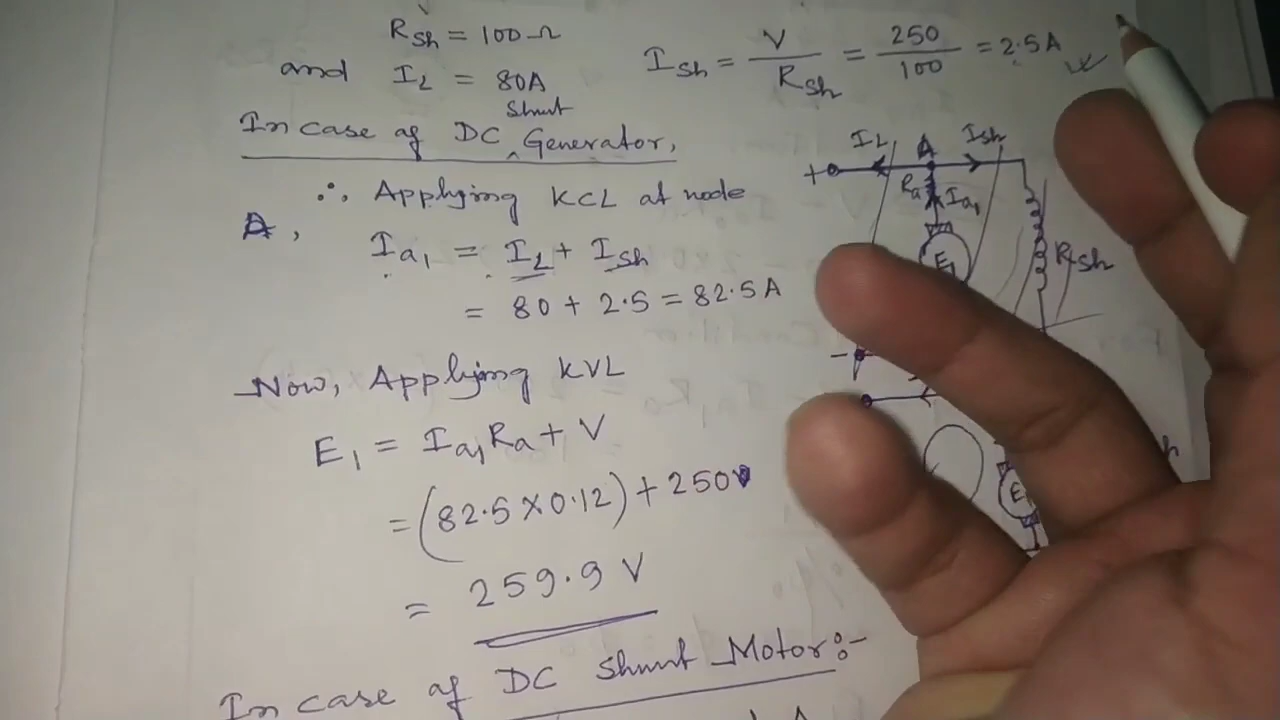 Rsh = 100 Ω
and IL = 80A
Ish = V/Rsh = 250/100 = 2.5A
In case of DC Shunt Generator,
∴ Applying KCL at node
A,
Ia1 = IL + Ish
= 80 + 2.5 = 82.5A
Now, Applying KVL
E1 = Ia1Ra + V
= (82.5 × 0.12) + 250V
= 259.9 V
In case of DC Shunt Motor:-
IL A Ish
+
Ra Ia1
E1
Rsh
-